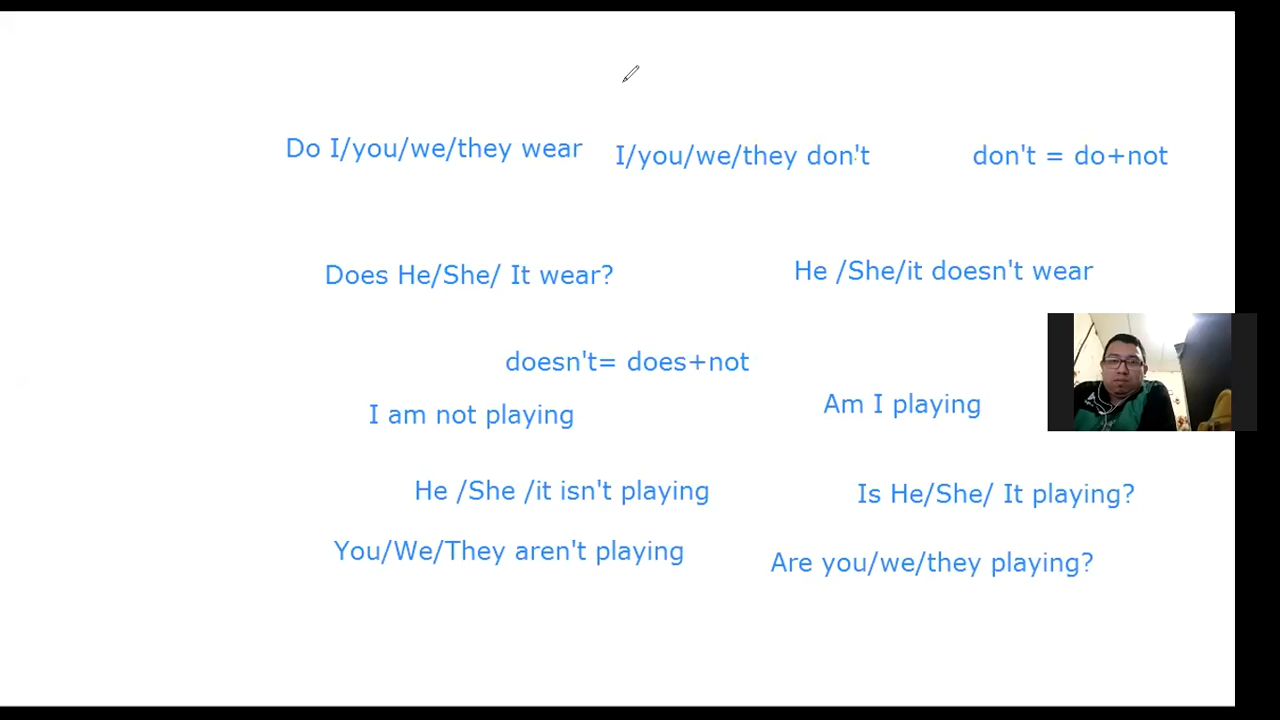 Do I/you/we/they wear
I/you/we/they don't
don't = do+not
Does He/She/ It wear?
He /She/it doesn't wear
doesn't= does+not
I am not playing
Am I playing
He /She /it isn't playing
Is He/She/ It playing?
You/We/They aren't playing
Are you/we/they playing?